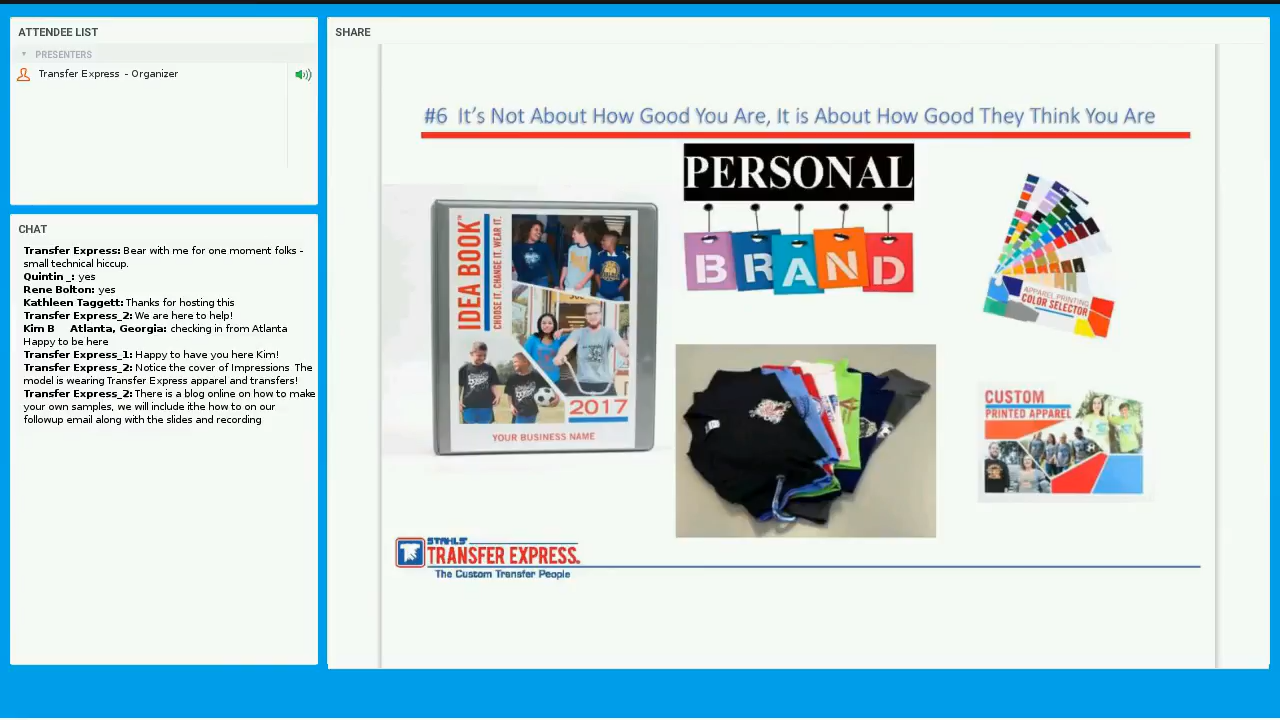 ATTENDEE LIST
PRESENTERS
Transfer Express - Organizer
CHAT
Transfer Express: Bear with me for one moment folks -
small technical hiccup.
Quintin _: yes
Rene Bolton: yes
Kathleen Taggett: Thanks for hosting this
Transfer Express_2: We are here to help!
Kim B Atlanta, Georgia: checking in from Atlanta
Happy to be here
Transfer Express_1: Happy to have you here Kim!
Transfer Express_2: Notice the cover of Impressions The
model is wearing Transfer Express apparel and transfers!
Transfer Express_2: There is a blog online on how to make
your own samples, we will include ithe how to on our
followup email along with the slides and recording
SHARE
#6 It's Not About How Good You Are, It is About How Good They Think You Are
IDEA BOOK™
CHOOSE IT. CHANGE IT. WEAR IT.
2017
YOUR BUSINESS NAME
PERSONAL
BRAND
APPAREL PRINTING
COLOR SELECTOR
CUSTOM
PRINTED APPAREL
STAHLS'
TRANSFER EXPRESS®
The Custom Transfer People